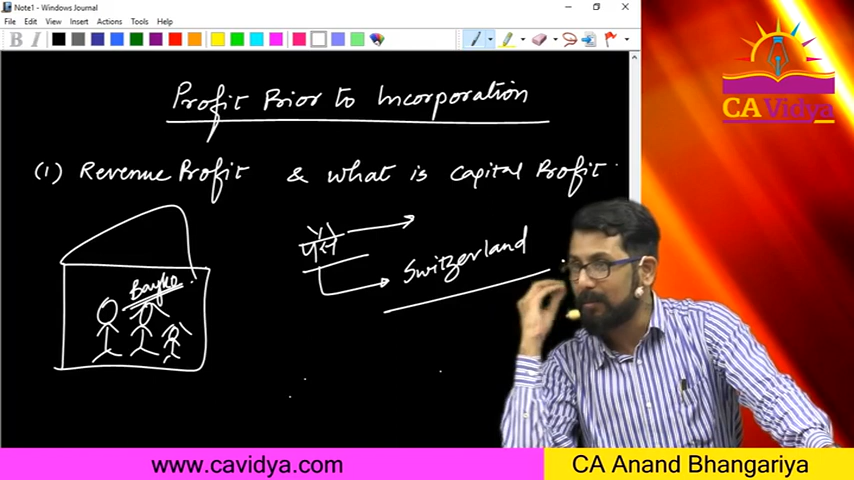 Note1 - Windows Journal
File Edit View Insert Actions Tools Help
B I
CA Vidya
Profit Prior to Incorporation
(1) Revenue Profit & what is capital Profit
Switzerland
Bayko
www.cavidya.com
CA Anand Bhangariya